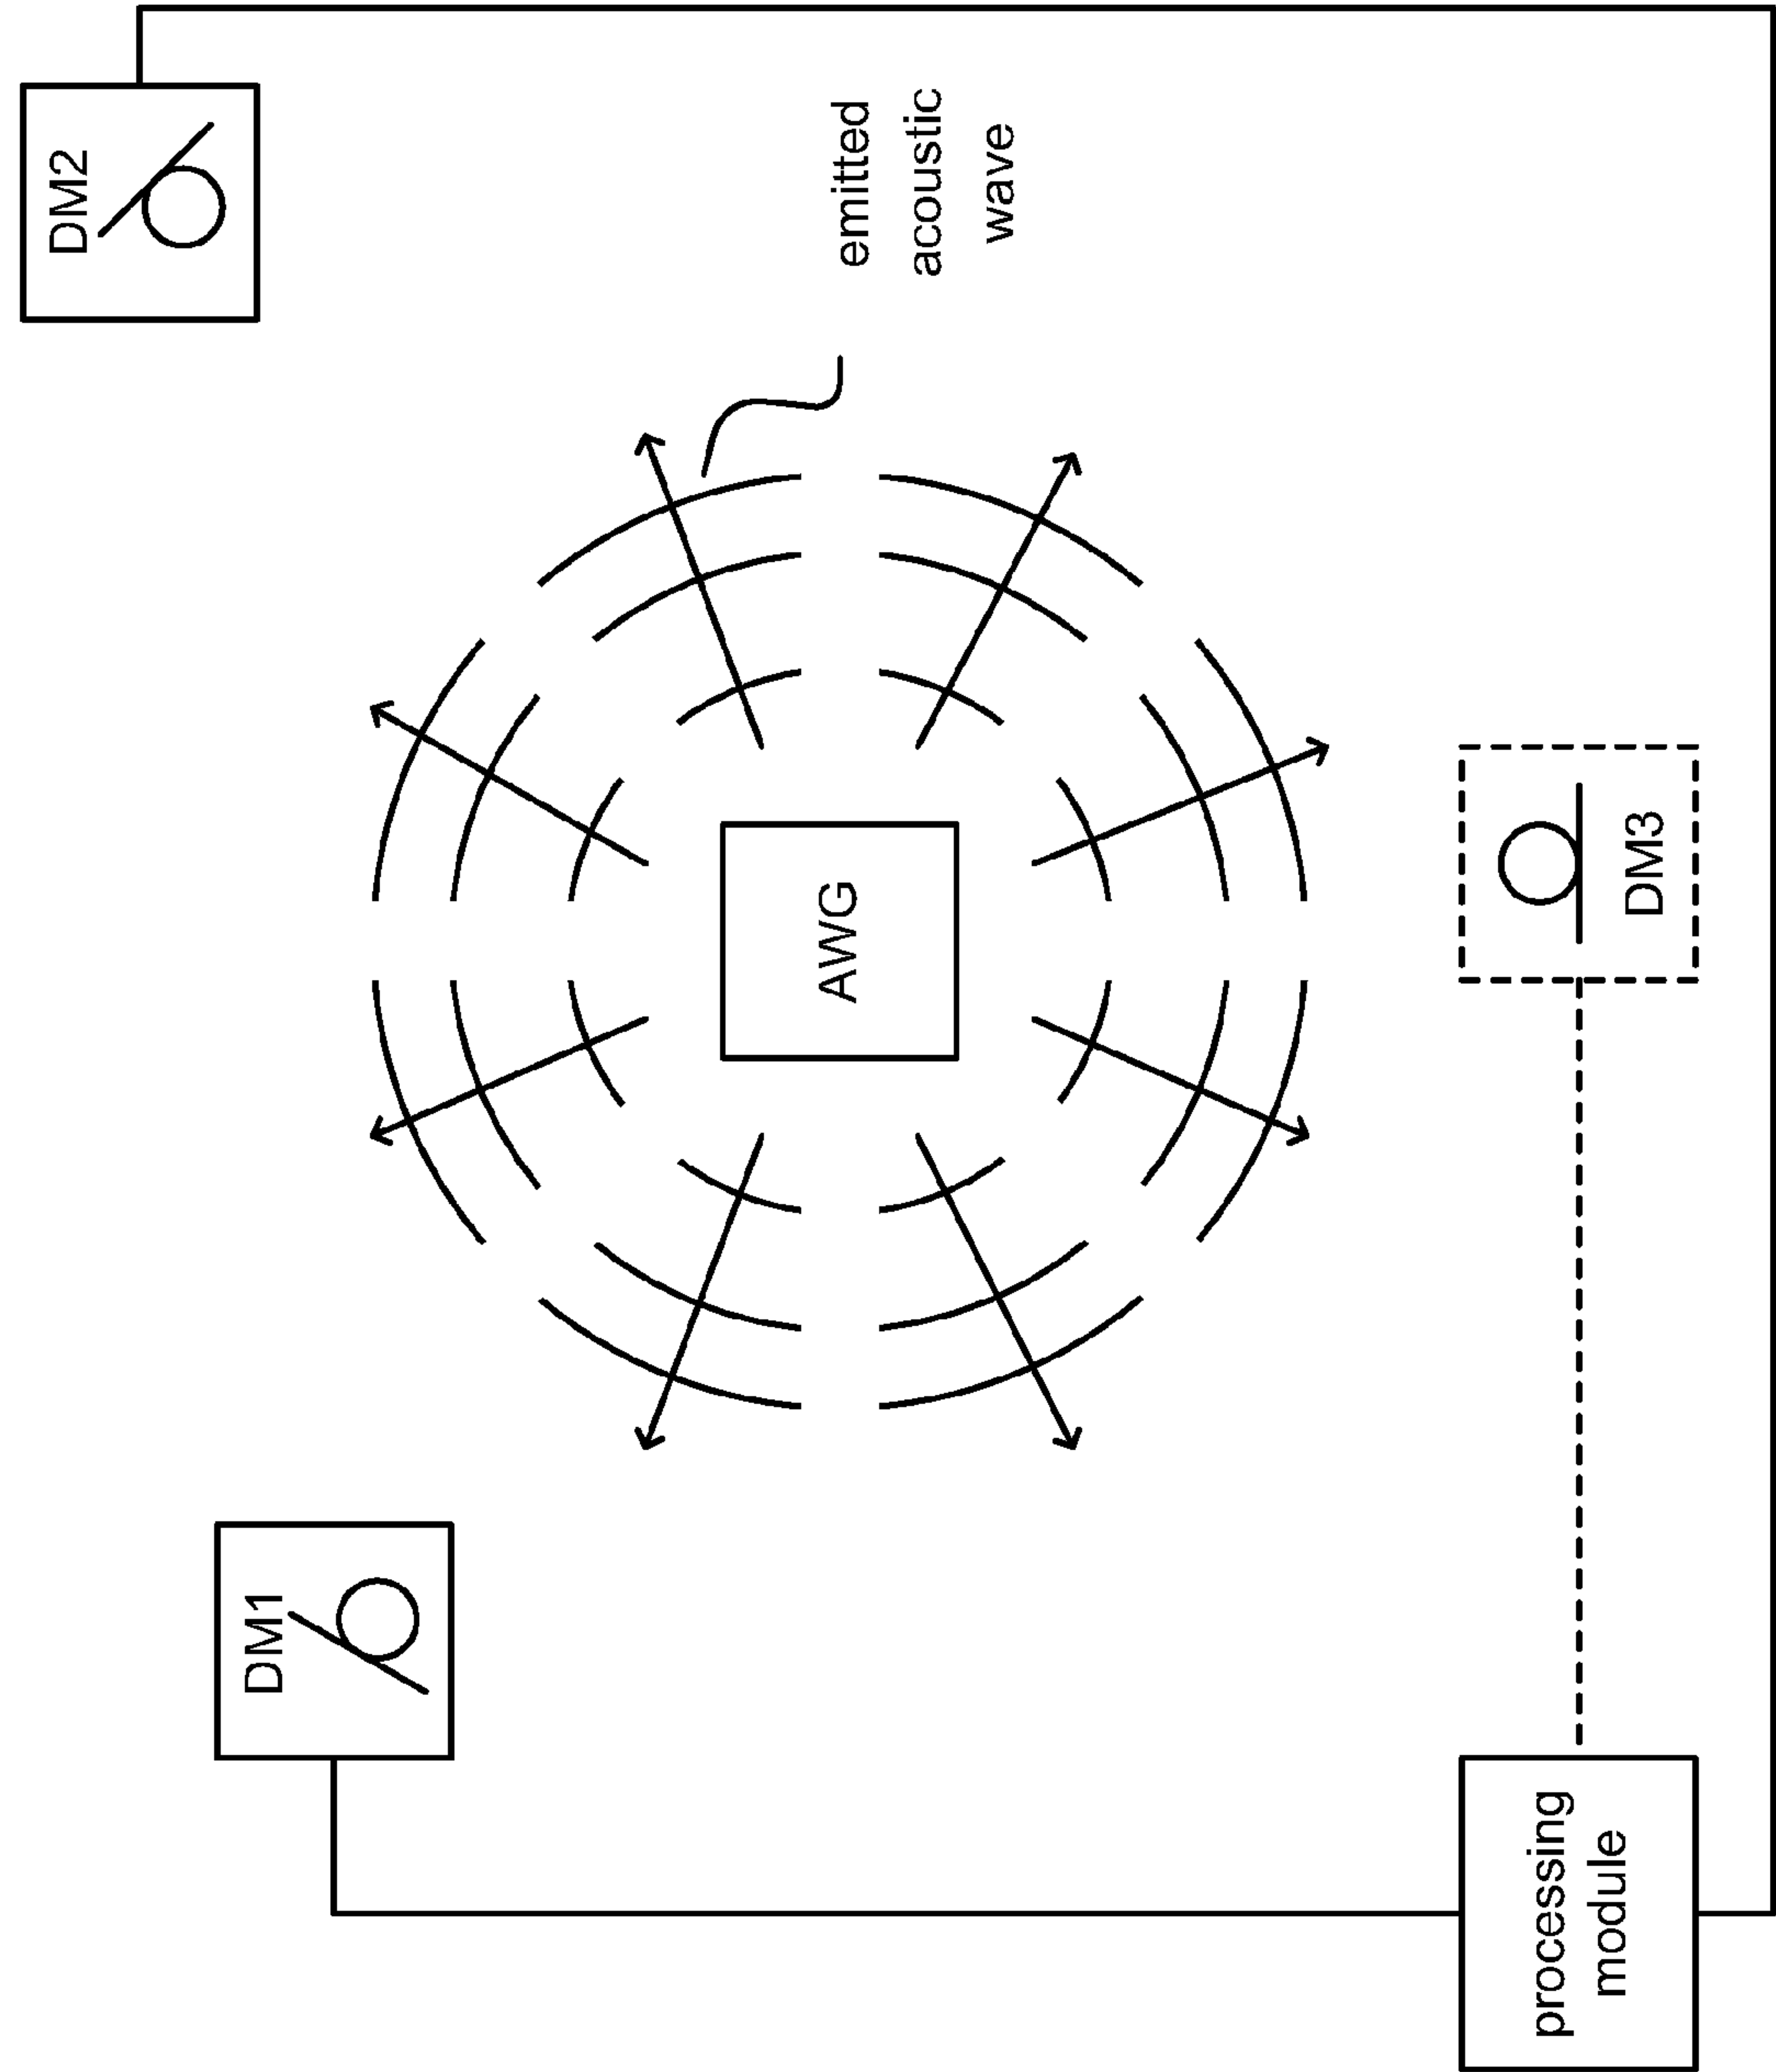 DM1
DM2
AWG
emitted
acoustic
wave
processing
module
DM3